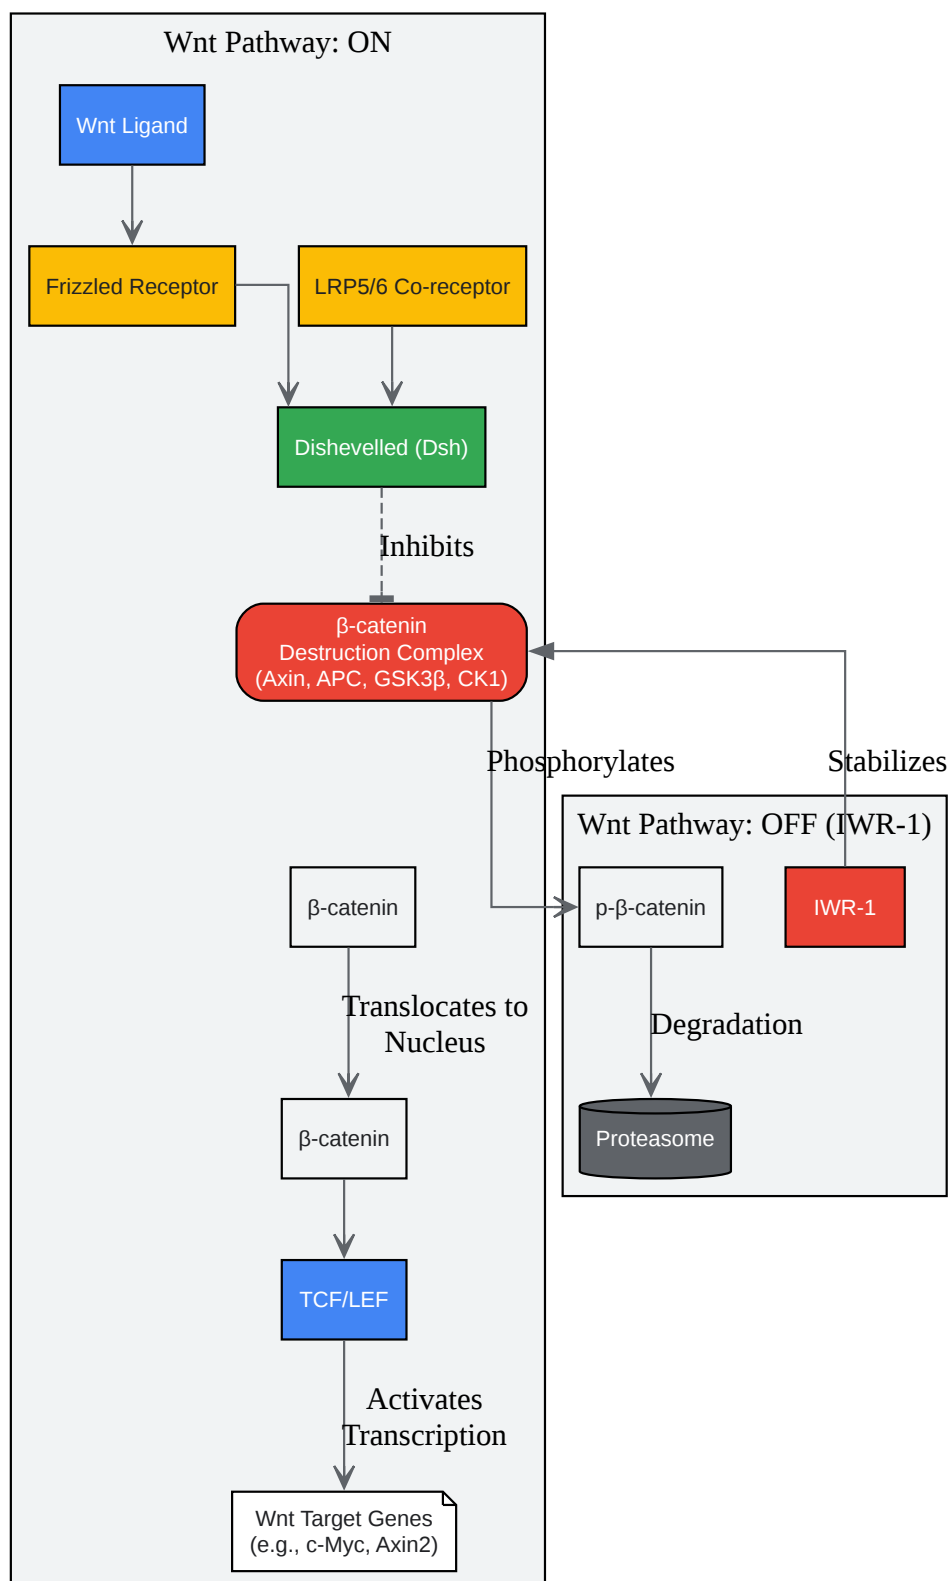 Wnt Pathway: ON
Wnt Ligand
Frizzled Receptor
LRP5/6 Co-receptor
Dishevelled (Dsh)
Inhibits
β-catenin
Destruction Complex
(Axin, APC, GSK3β, CK1)
Phosphorylates
Stabilizes
Wnt Pathway: OFF (IWR-1)
β-catenin
p-β-catenin
IWR-1
Translocates to
Nucleus
Degradation
β-catenin
Proteasome
TCF/LEF
Activates
Transcription
Wnt Target Genes
(e.g., c-Myc, Axin2)